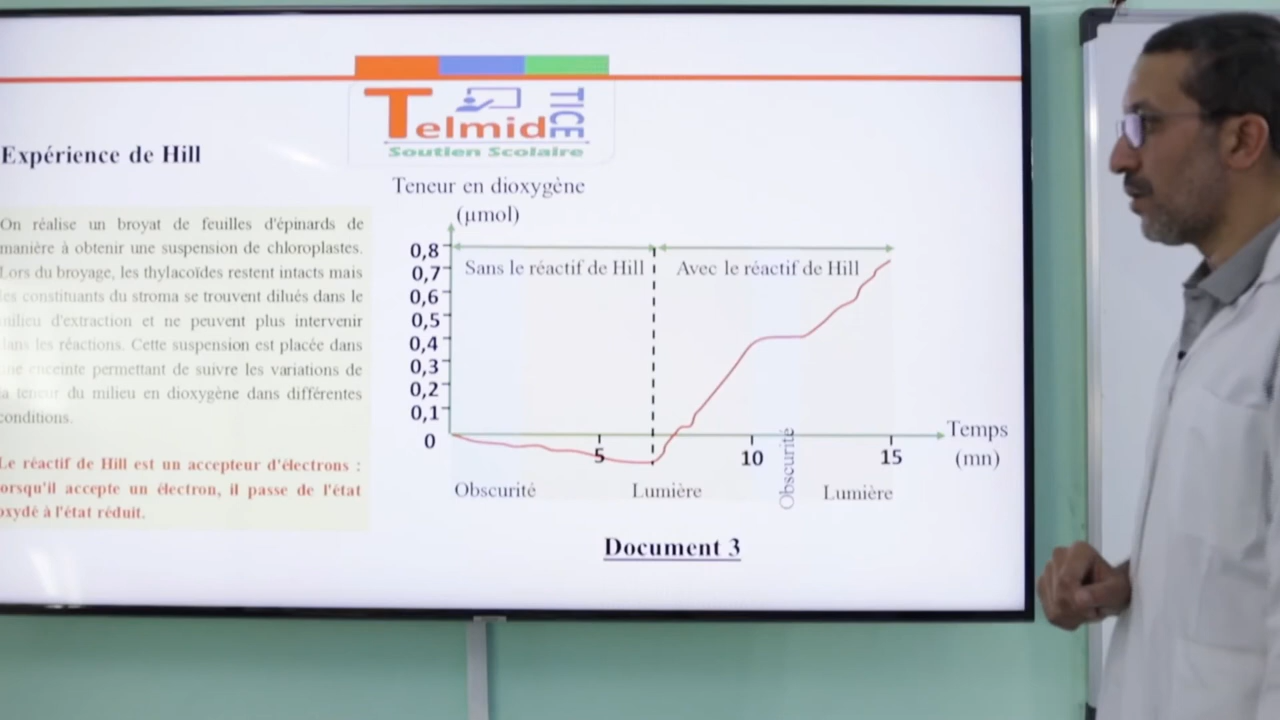 Telmid TICE
Soutien Scolaire
Expérience de Hill
On réalise un broyat de feuilles d'épinards de
manière à obtenir une suspension de chloroplastes.
Lors du broyage, les thylacoïdes restent intacts mais
les constituants du stroma se trouvent dilués dans le
milieu d'extraction et ne peuvent plus intervenir
dans les réactions. Cette suspension est placée dans
une enceinte permettant de suivre les variations de
la teneur du milieu en dioxygène dans différentes
conditions.
Le réactif de Hill est un accepteur d'électrons :
lorsqu'il accepte un électron, il passe de l'état
oxydé à l'état réduit.
Teneur en dioxygène
(µmol)
0,8
0,7
0,6
0,5
0,4
0,3
0,2
0,1
0
Sans le réactif de Hill
Avec le réactif de Hill
5
10
15
Temps
(mn)
Obscurité
Lumière
Obscurité
Lumière
Document 3